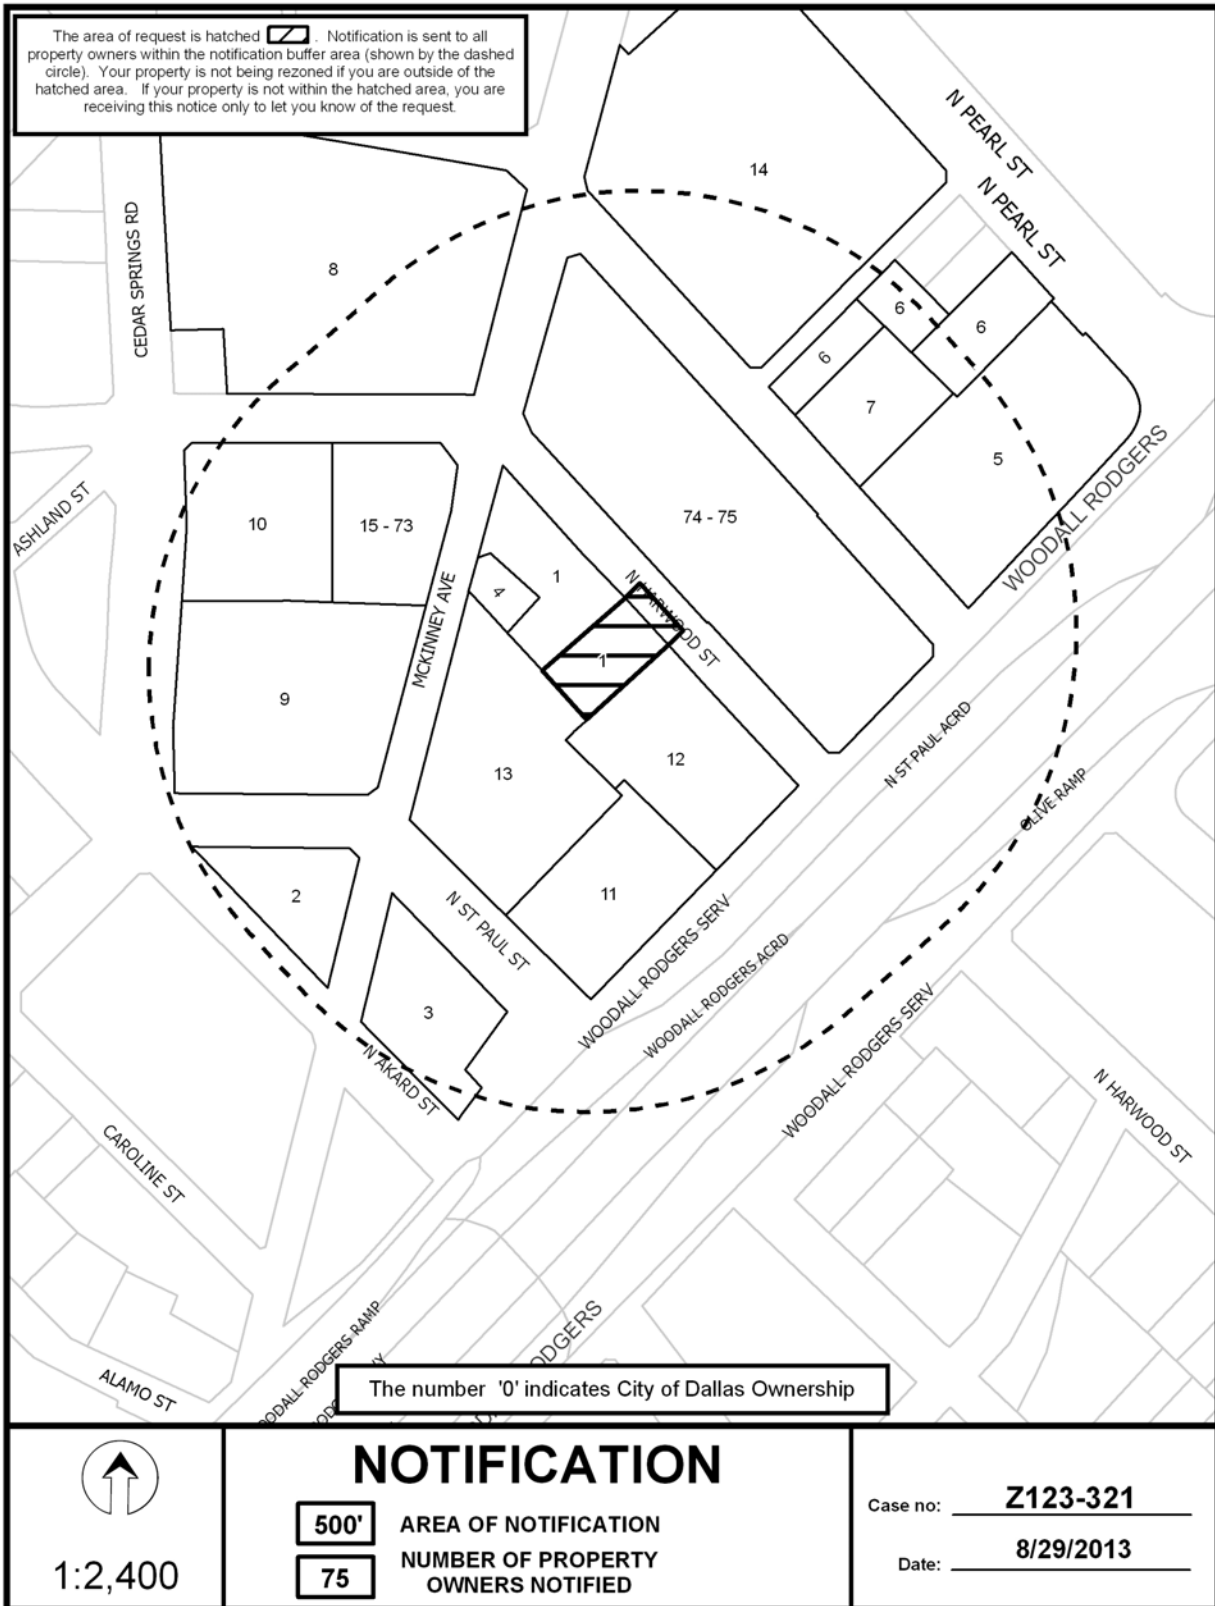 The area of request is hatched . Notification is sent to all
property owners within the notification buffer area (shown by the dashed
circle). Your property is not being rezoned if you are outside of the
hatched area. If your property is not within the hatched area, you are
receiving this notice only to let you know of the request.
N PEARL ST
N PEARL ST
14
CEDAR SPRINGS RD
8
6
6
6
7
5
WOODALL RODGERS
ASHLAND ST
10
15 - 73
74 - 75
MCKINNEY AVE
4
1
N HARWOOD ST
1
9
13
12
N ST PAUL ACRD
OLIVE RAMP
2
11
N ST PAUL ST
WOODALL RODGERS SERV
WOODALL RODGERS ACRD
WOODALL RODGERS SERV
3
N AKARD ST
N HARWOOD ST
CAROLINE ST
ALAMO ST
OODALL RODGERS RAMP
ODGERS
The number '0' indicates City of Dallas Ownership
1:2,400
NOTIFICATION
500' AREA OF NOTIFICATION
75 NUMBER OF PROPERTY
OWNERS NOTIFIED
Case no: Z123-321
Date: 8/29/2013